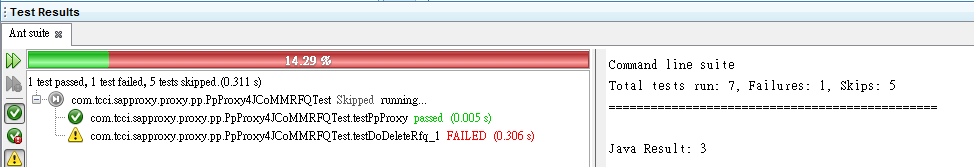 Test Results
Ant suite
14.29 %
1 test passed, 1 test failed, 5 tests skipped.(0.311 s)
com.tcci.sapproxy.proxy.pp.PpProxy4JCoMMRFQTest Skipped running...
com.tcci.sapproxy.proxy.pp.PpProxy4JCoMMRFQTest.testPpProxy passed (0.005 s)
com.tcci.sapproxy.proxy.pp.PpProxy4JCoMMRFQTest.testDoDeleteRfq_1 FAILED (0.306 s)
Command line suite
Total tests run: 7, Failures: 1, Skips: 5
===============================================
Java Result: 3